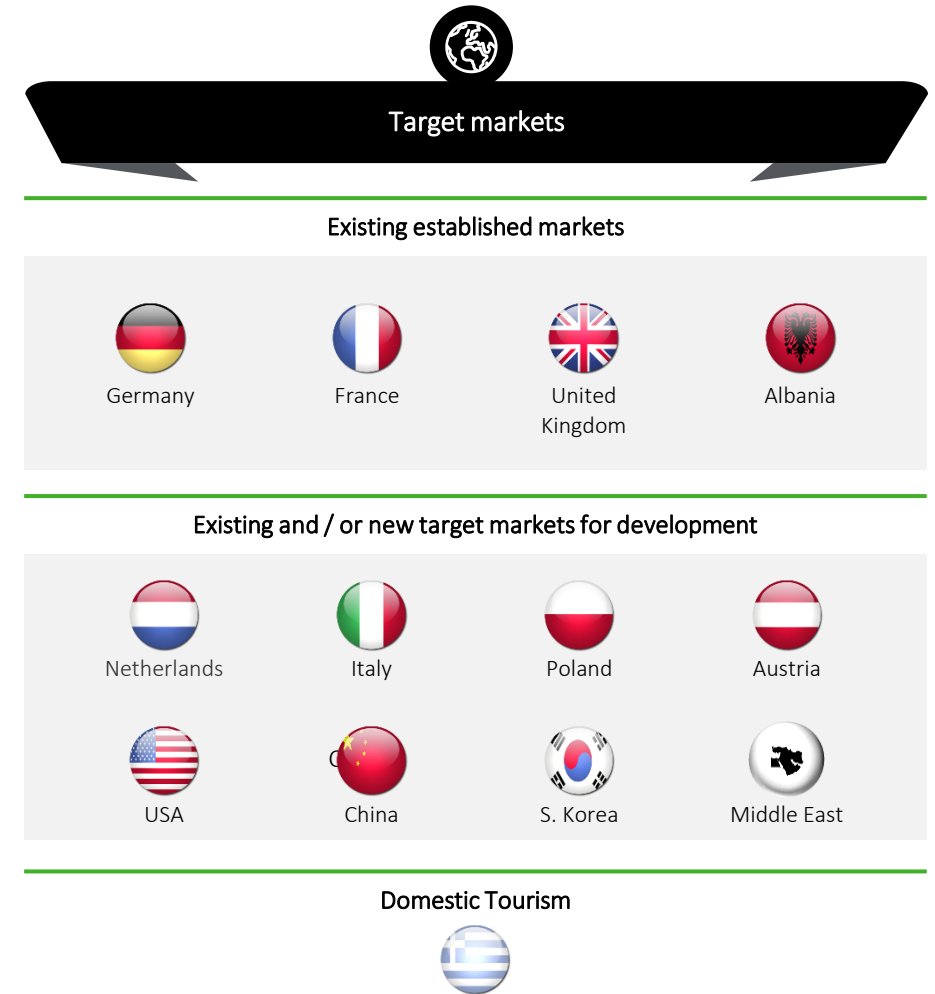 Target markets
Existing established markets
Germany
France
United
Kingdom
Albania
Existing and / or new target markets for development
Netherlands
Italy
Poland
Austria
USA
China
S. Korea
Middle East
Domestic Tourism